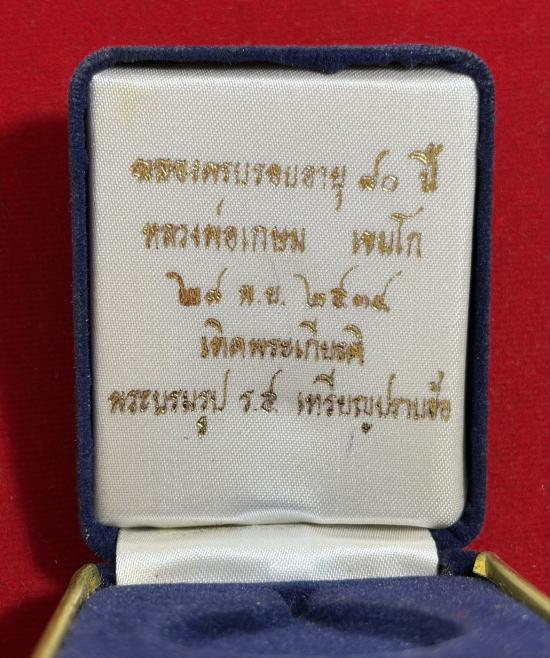 ฉลองครบรอบอายุ ๘๐ ปี
หลวงพ่อเกษม เขมโก
๒๘ พ.ย. ๒๕๓๔
เทิดพระเกียรติ
พระบรมรูป ร.๕ เหรียญปราบฮ่อ